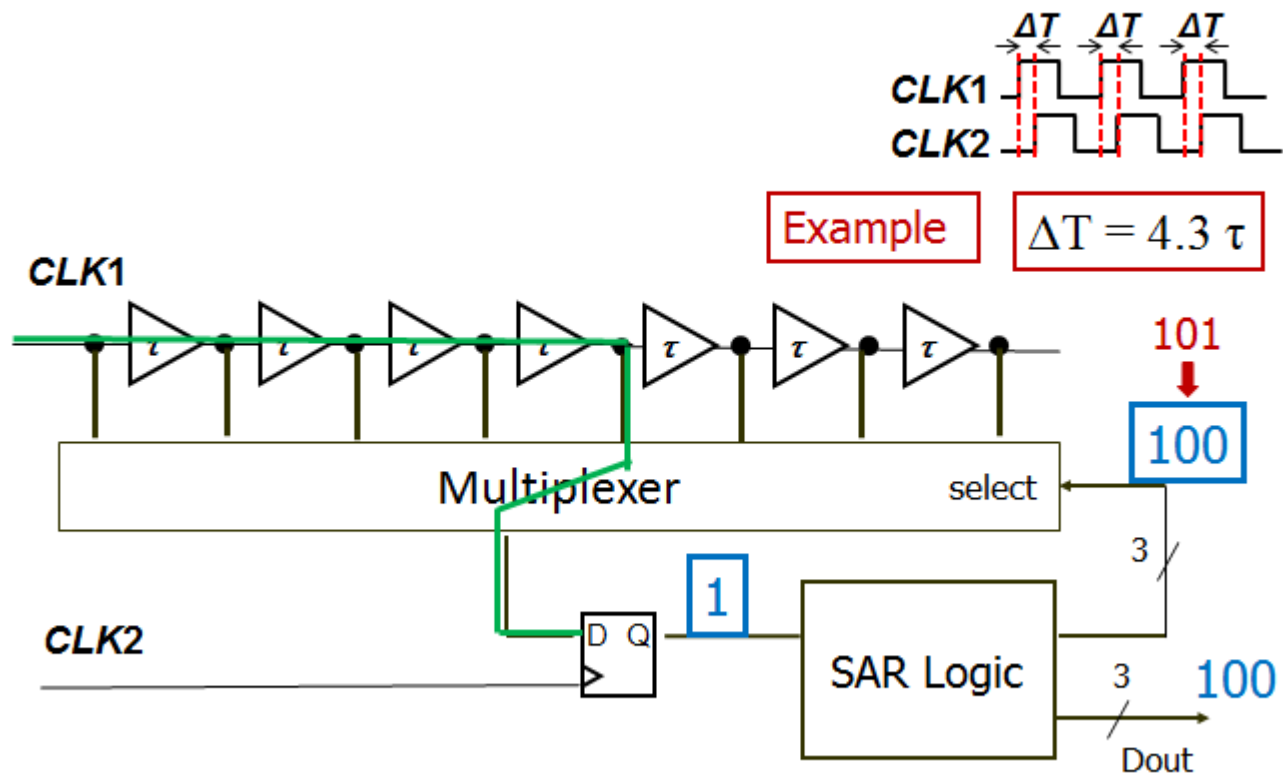 ΔT ΔT ΔT
CLK1
CLK2
Example
ΔT = 4.3 τ
CLK1
τ τ τ τ τ τ τ
101
100
Multiplexer
select
3
1
CLK2
D Q
SAR Logic
3
100
Dout